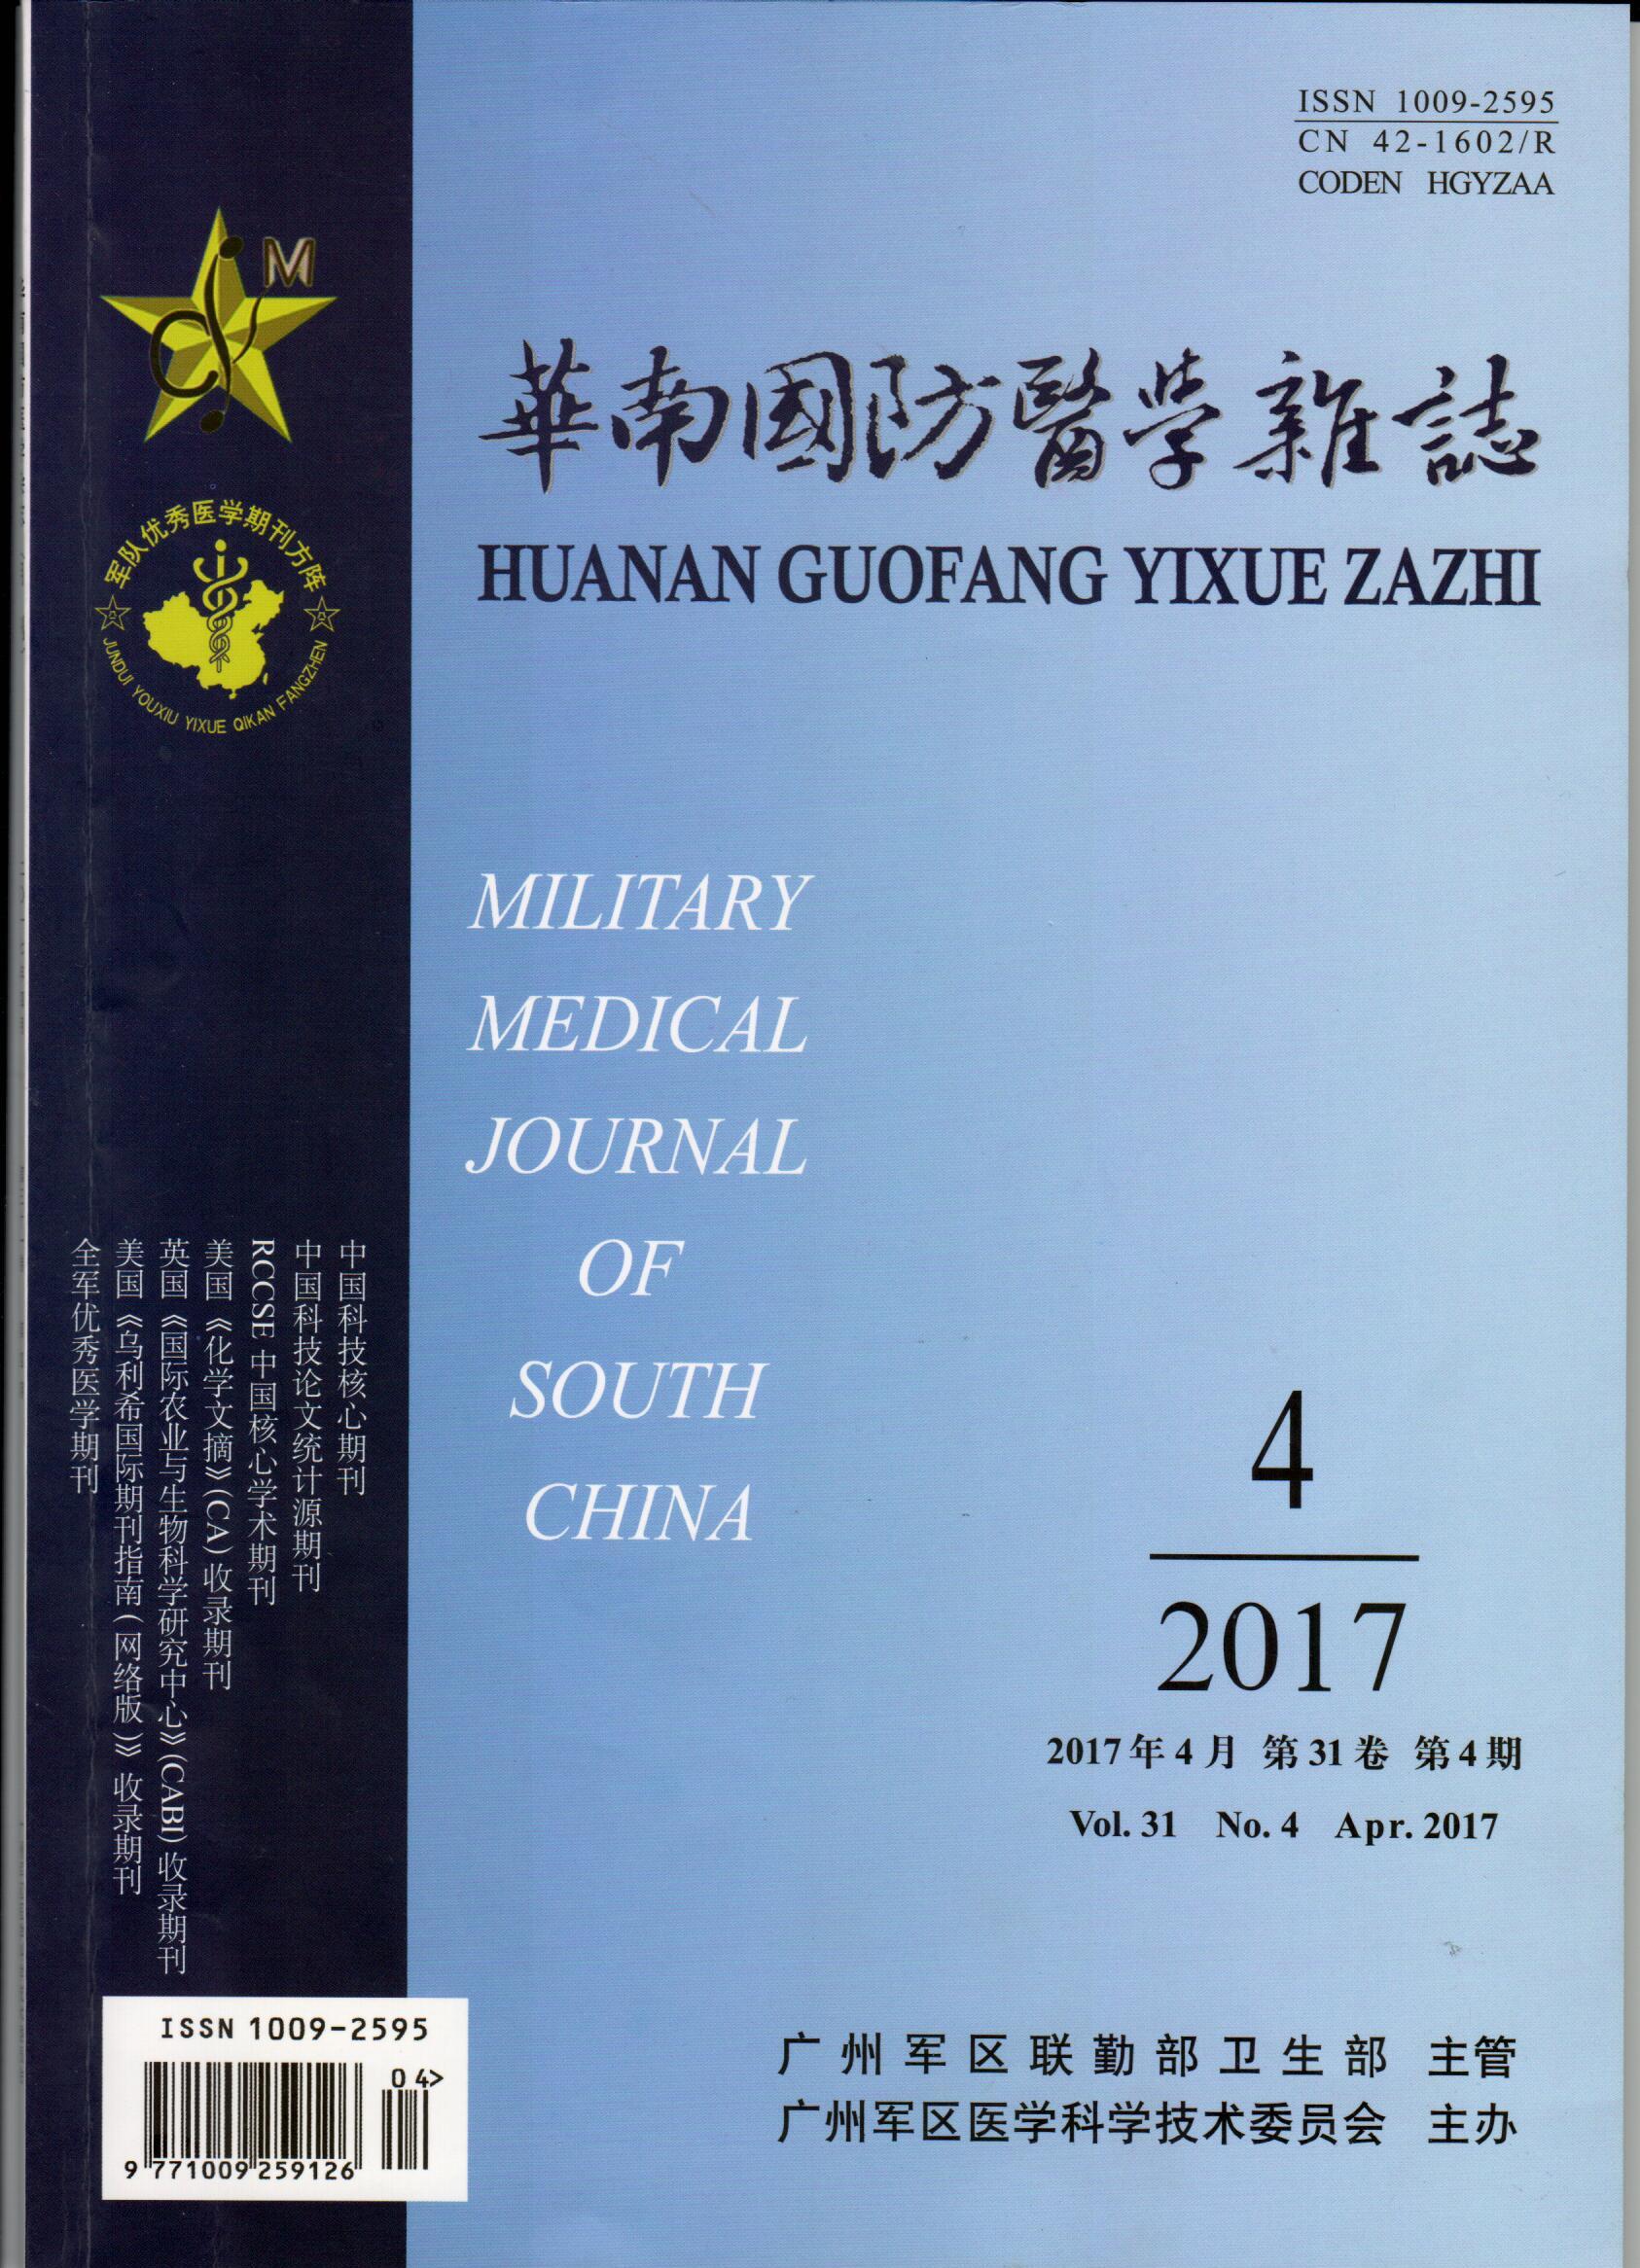 ISSN 1009-2595
CN 42-1602/R
CODEN HGYZAA
M
華南國防醫学雜誌
HUANAN GUOFANG YIXUE ZAZHI
军队优秀医学期刊方阵
JUNDUI YOUXIU YIXUE QIKAN FANGZHEN
MILITARY
MEDICAL
JOURNAL
OF
SOUTH
CHINA
中国科技核心期刊
中国科技论文统计源期刊
RCCSE 中国核心学术期刊
美国《化学文摘》(CA)收录期刊
英国《国际农业与生物科学研究中心》(CABI)收录期刊
美国《乌利希国际期刊指南(网络版)》收录期刊
全军优秀医学期刊
4
2017
2017年4月 第31卷 第4期
Vol. 31 No. 4 Apr. 2017
广州军区联勤部卫生部 主管
广州军区医学科学技术委员会 主办
ISSN 1009-2595
04>
9 771009 259126